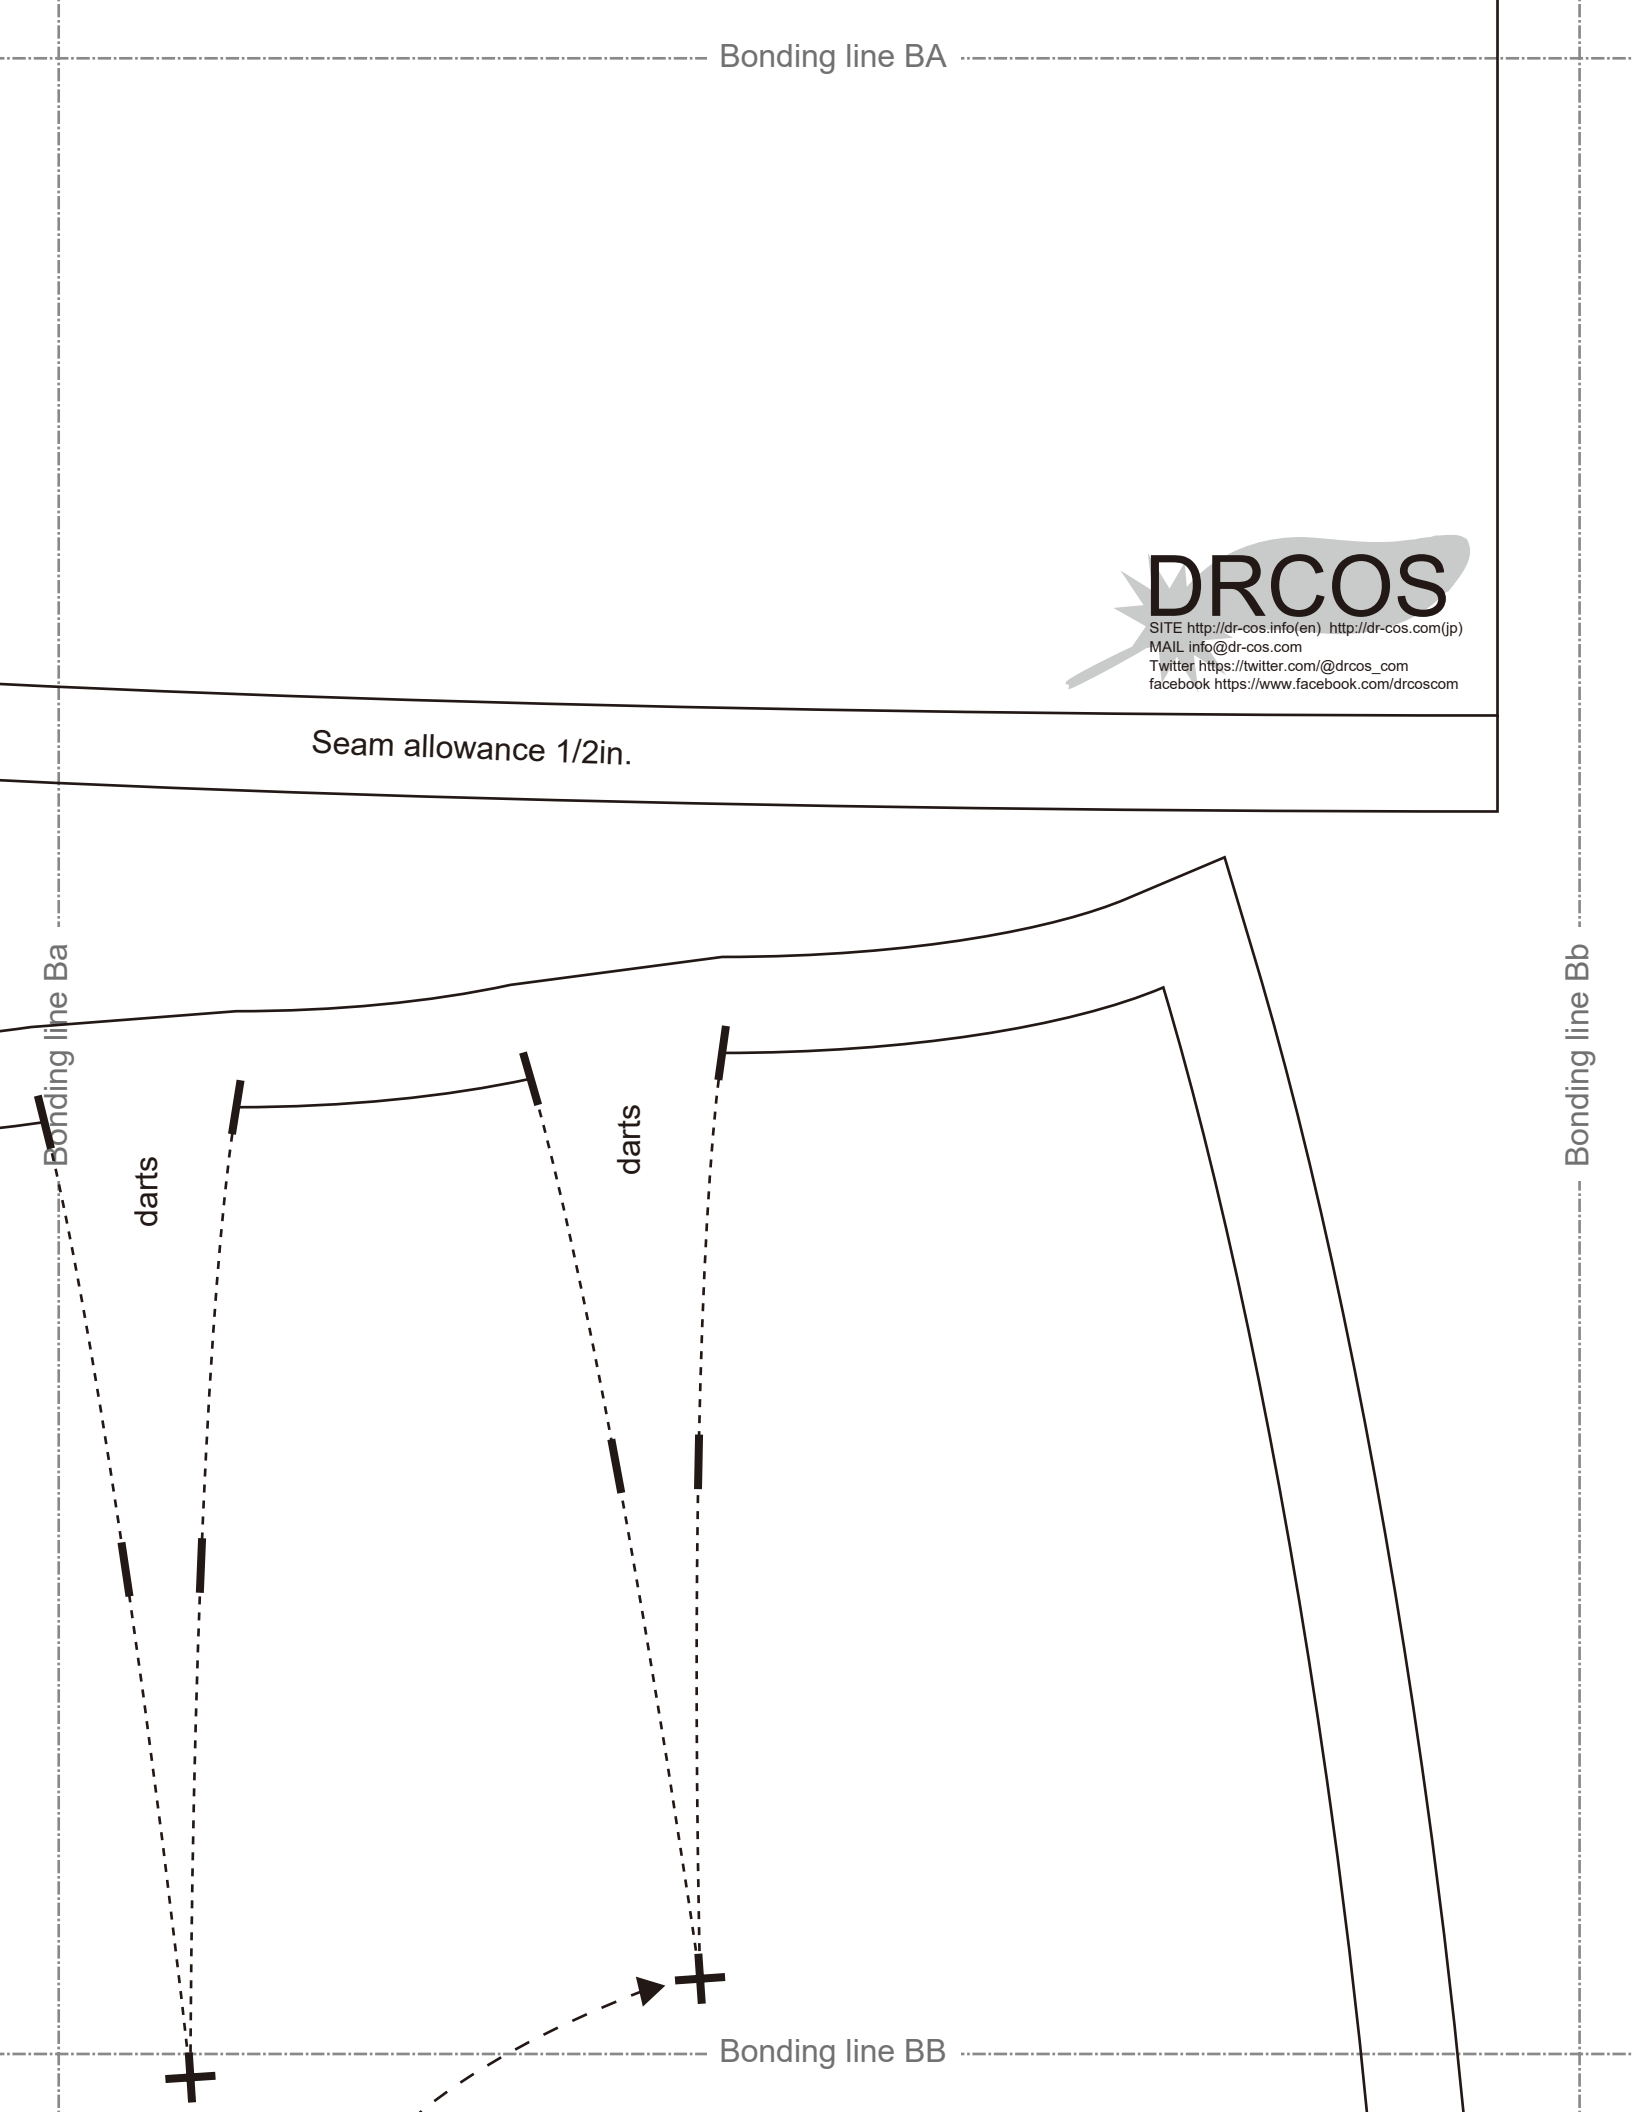 Bonding line BA
DRCOS
SITE http://dr-cos.info(en)  http://dr-cos.com(jp)
MAIL info@dr-cos.com
Twitter https://twitter.com/@drcos_com
facebook https://www.facebook.com/drcoscom
Seam allowance 1/2in.
Bonding line Ba
Bonding line Bb
darts
darts
Bonding line BB